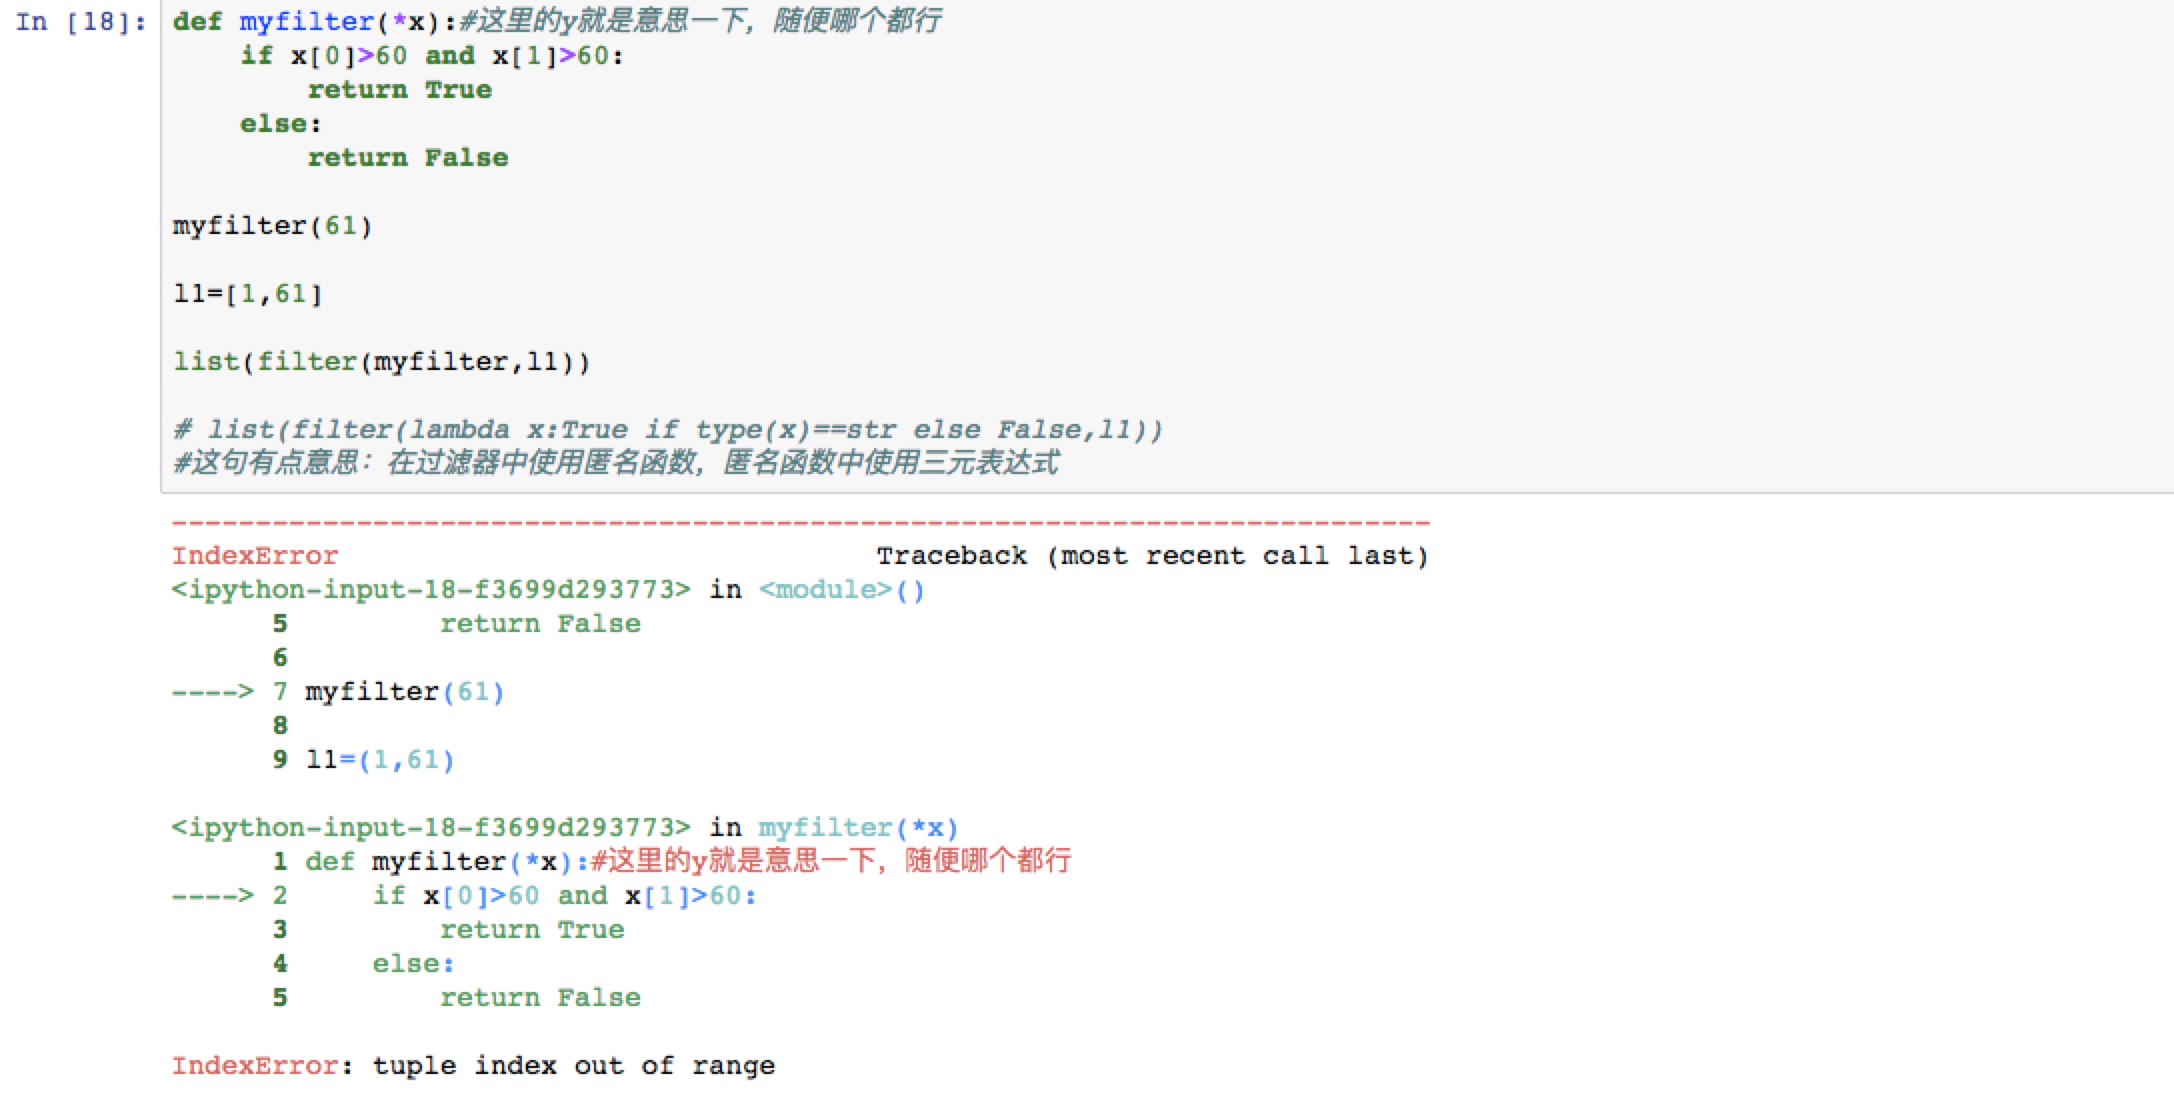 In [18]: def myfilter(*x):#这里的y就是意思一下，随便哪个都行
    if x[0]>60 and x[1]>60:
        return True
    else:
        return False
myfilter(61)
l1=[1,61]
list(filter(myfilter,l1))
# list(filter(lambda x:True if type(x)==str else False,l1))
#这句有点意思：在过滤器中使用匿名函数，匿名函数中使用三元表达式
---------------------------------------------------------------------------
IndexError                                Traceback (most recent call last)
<ipython-input-18-f3699d293773> in <module>()
      5         return False
      6
----> 7 myfilter(61)
      8
      9 l1=(1,61)
<ipython-input-18-f3699d293773> in myfilter(*x)
      1 def myfilter(*x):#这里的y就是意思一下，随便哪个都行
----> 2     if x[0]>60 and x[1]>60:
      3         return True
      4     else:
      5         return False
IndexError: tuple index out of range